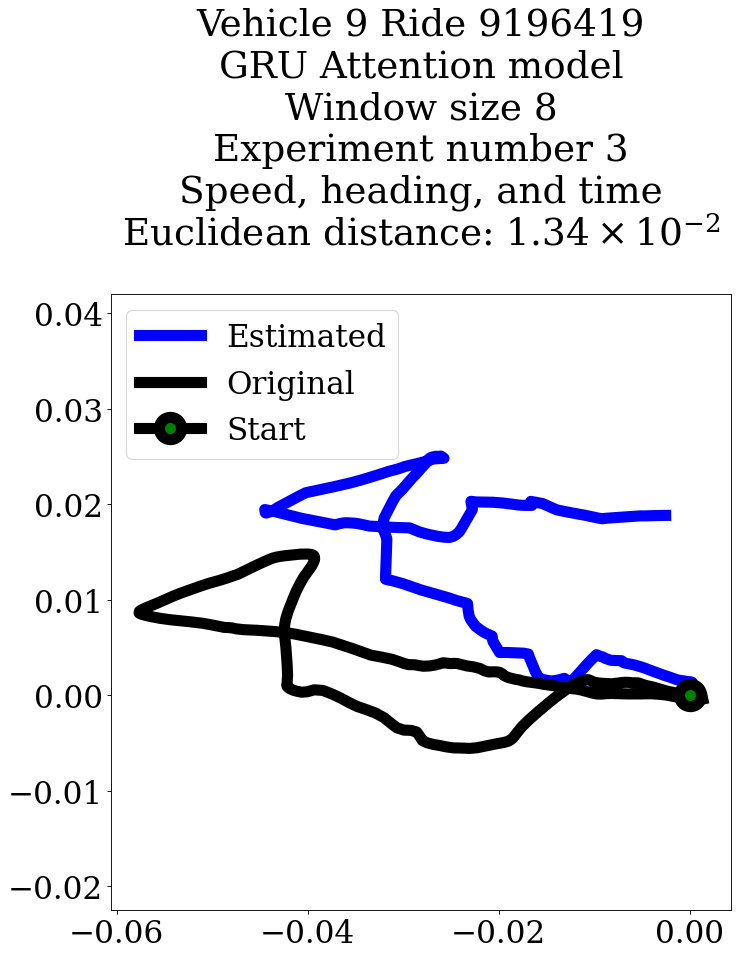 Vehicle 9 Ride 9196419
GRU Attention model
Window size 8
Experiment number 3
Speed, heading, and time
Euclidean distance: 1.34 × 10⁻²
Estimated
Original
Start
0.04
0.03
0.02
0.01
0.00
−0.01
−0.02
−0.06
−0.04
−0.02
0.00